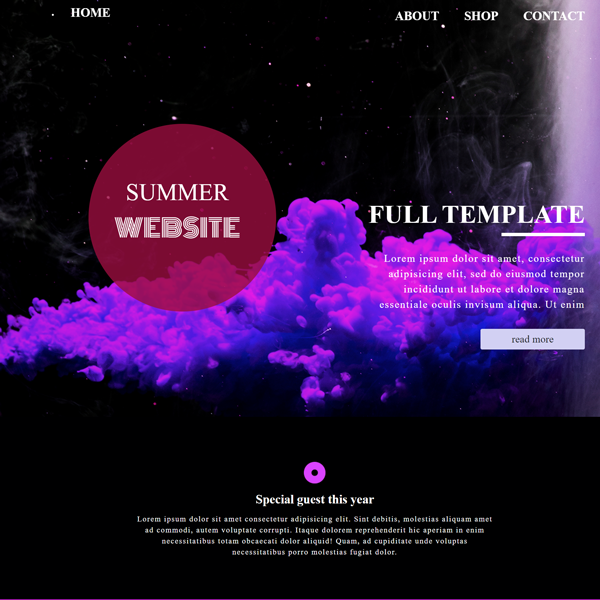 HOME
ABOUT SHOP CONTACT
SUMMER
WEBSITE
FULL TEMPLATE
Lorem ipsum dolor sit amet, consectetur
adipisicing elit, sed do eiusmod tempor
incididunt ut labore et dolore magna
essentiale oculis invisum aliqua. Ut enim
read more
Special guest this year
Lorem ipsum dolor sit amet consectetur adipisicing elit. Sint debitis, molestias aliquam amet
ad commodi, autem voluptate corrupti. Itaque dolorem reprehenderit hic aperiam in enim
necessitatibus totam obcaecati dolor aliquid! Quam, ad cupiditate unde voluptas
necessitatibus porro molestias fugiat dolor.